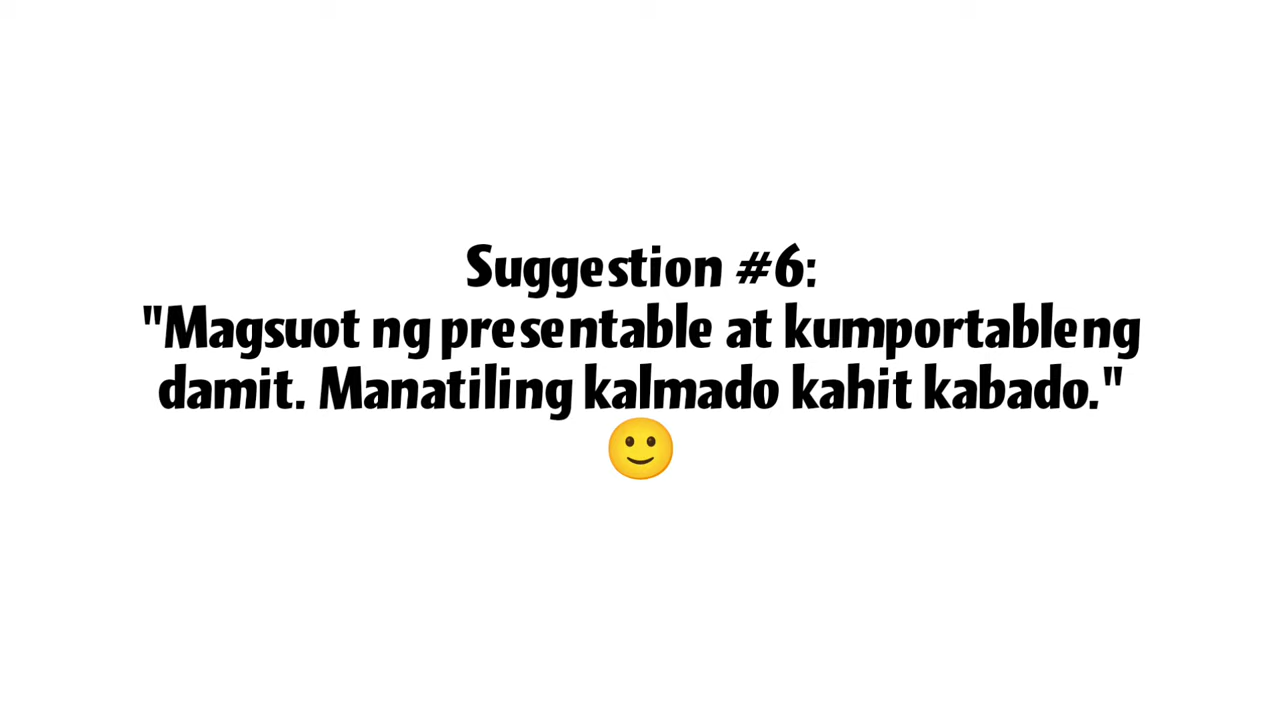 Suggestion #6:
"Magsuot ng presentable at kumportableng
damit. Manatiling kalmado kahit kabado."
🙂